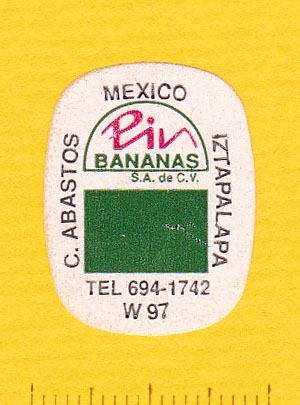 MEXICO
Pin
BANANAS
S.A. de C.V.
C. ABASTOS
IZTAPALAPA
TEL 694-1742
W 97